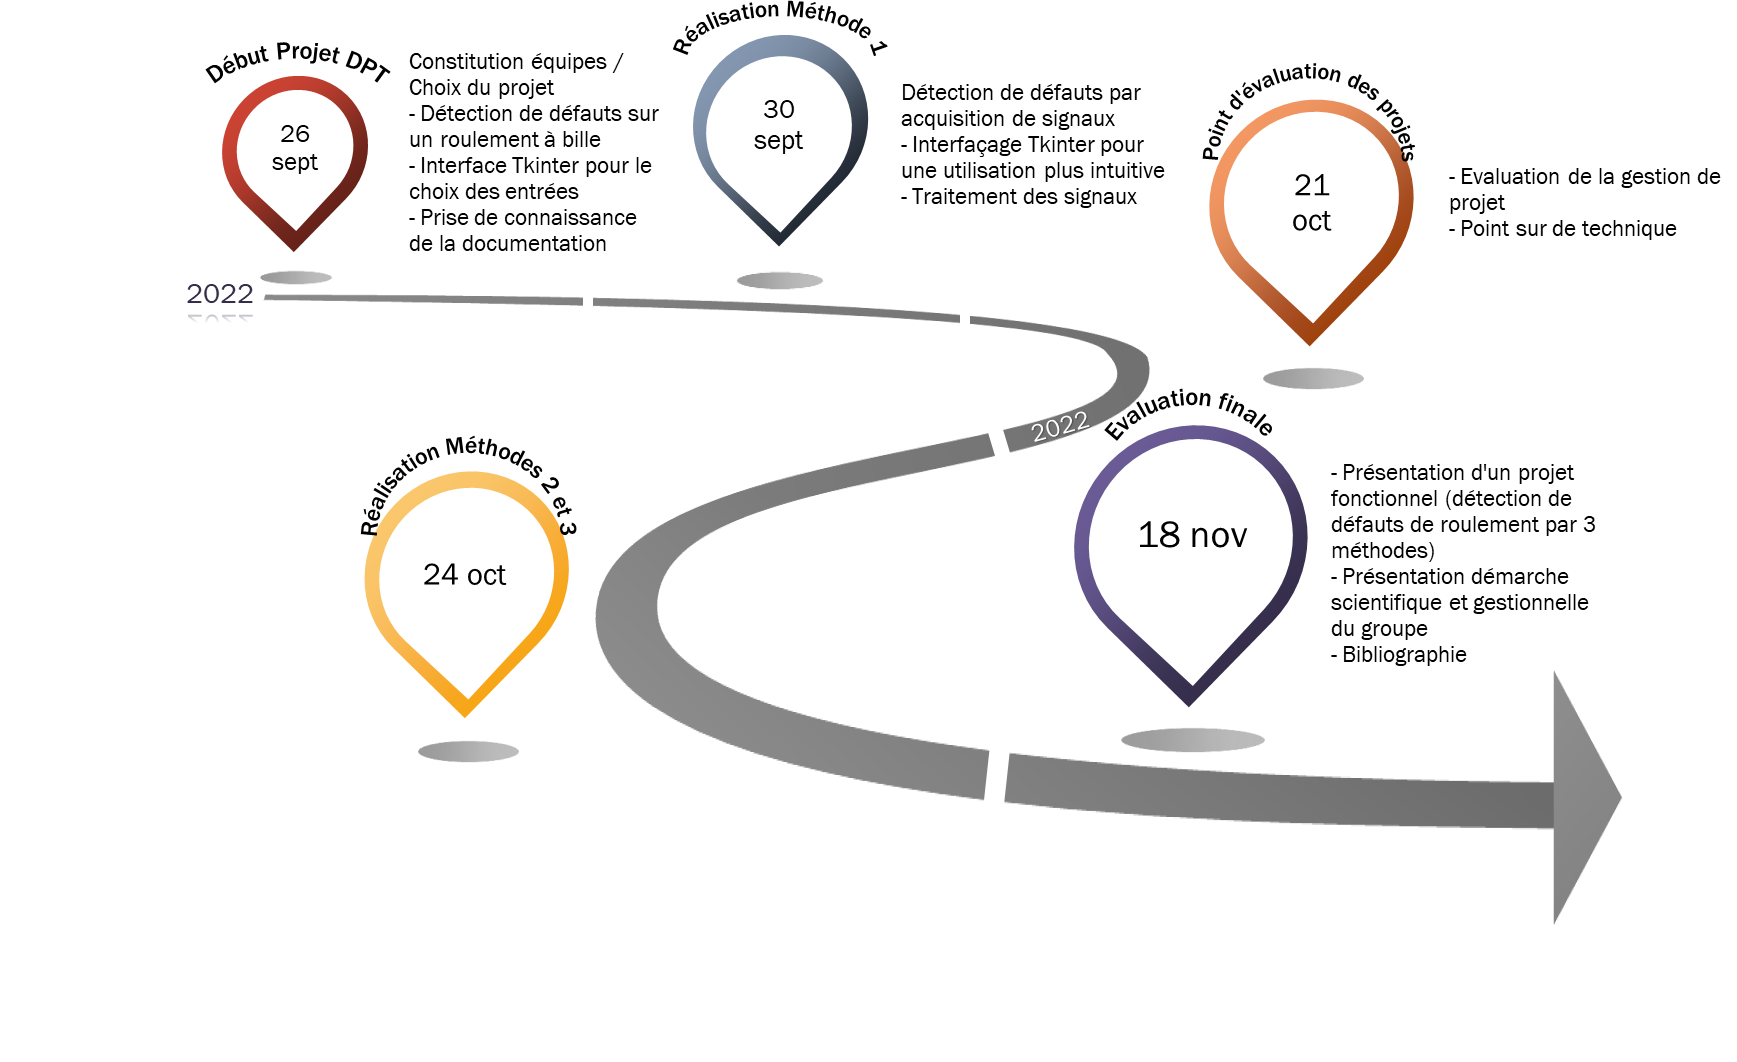 Début Projet DPT
26
sept
Constitution équipes /
Choix du projet
- Détection de défauts sur
un roulement à bille
- Interface Tkinter pour le
choix des entrées
- Prise de connaissance
de la documentation
Réalisation Méthode 1
30
sept
Détection de défauts par
acquisition de signaux
- Interfaçage Tkinter pour
une utilisation plus intuitive
- Traitement des signaux
Point d'évaluation des projets
21
oct
- Evaluation de la gestion de
projet
- Point sur de technique
2022
2022
Réalisation Méthodes 2 et 3
24 oct
Evaluation finale
18 nov
- Présentation d'un projet
fonctionnel (détection de
défauts de roulement par 3
méthodes)
- Présentation démarche
scientifique et gestionnelle
du groupe
- Bibliographie